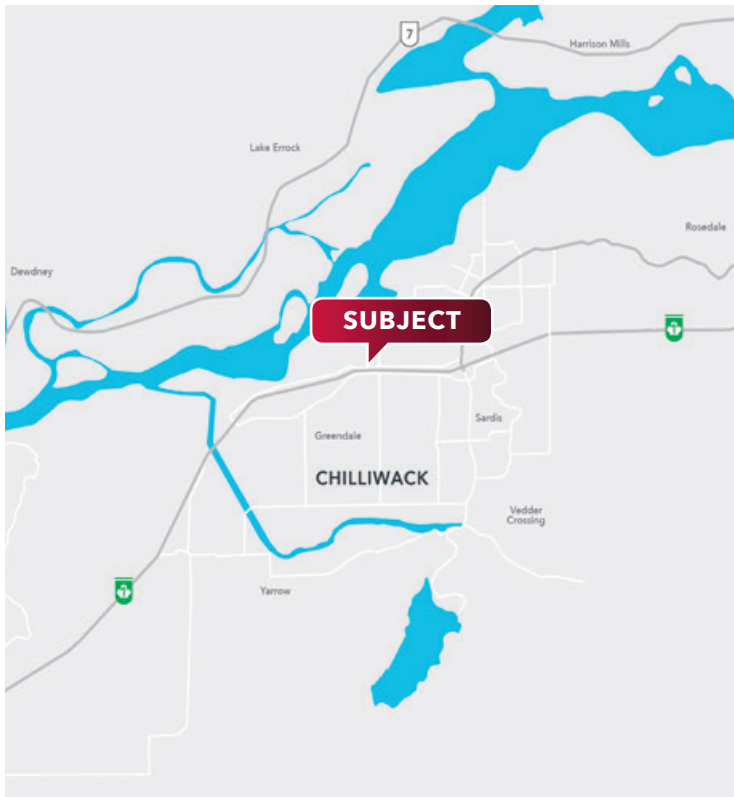 7
Harrison Mills
Lake Errock
Rosedale
Dewdney
SUBJECT
Sardis
Greendale
CHILLIWACK
Vedder
Crossing
Yarrow